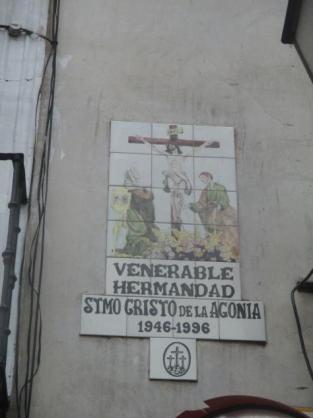 VENERABLE
HERMANDAD
STMO CRISTO DE LA AGONIA
1946-1996